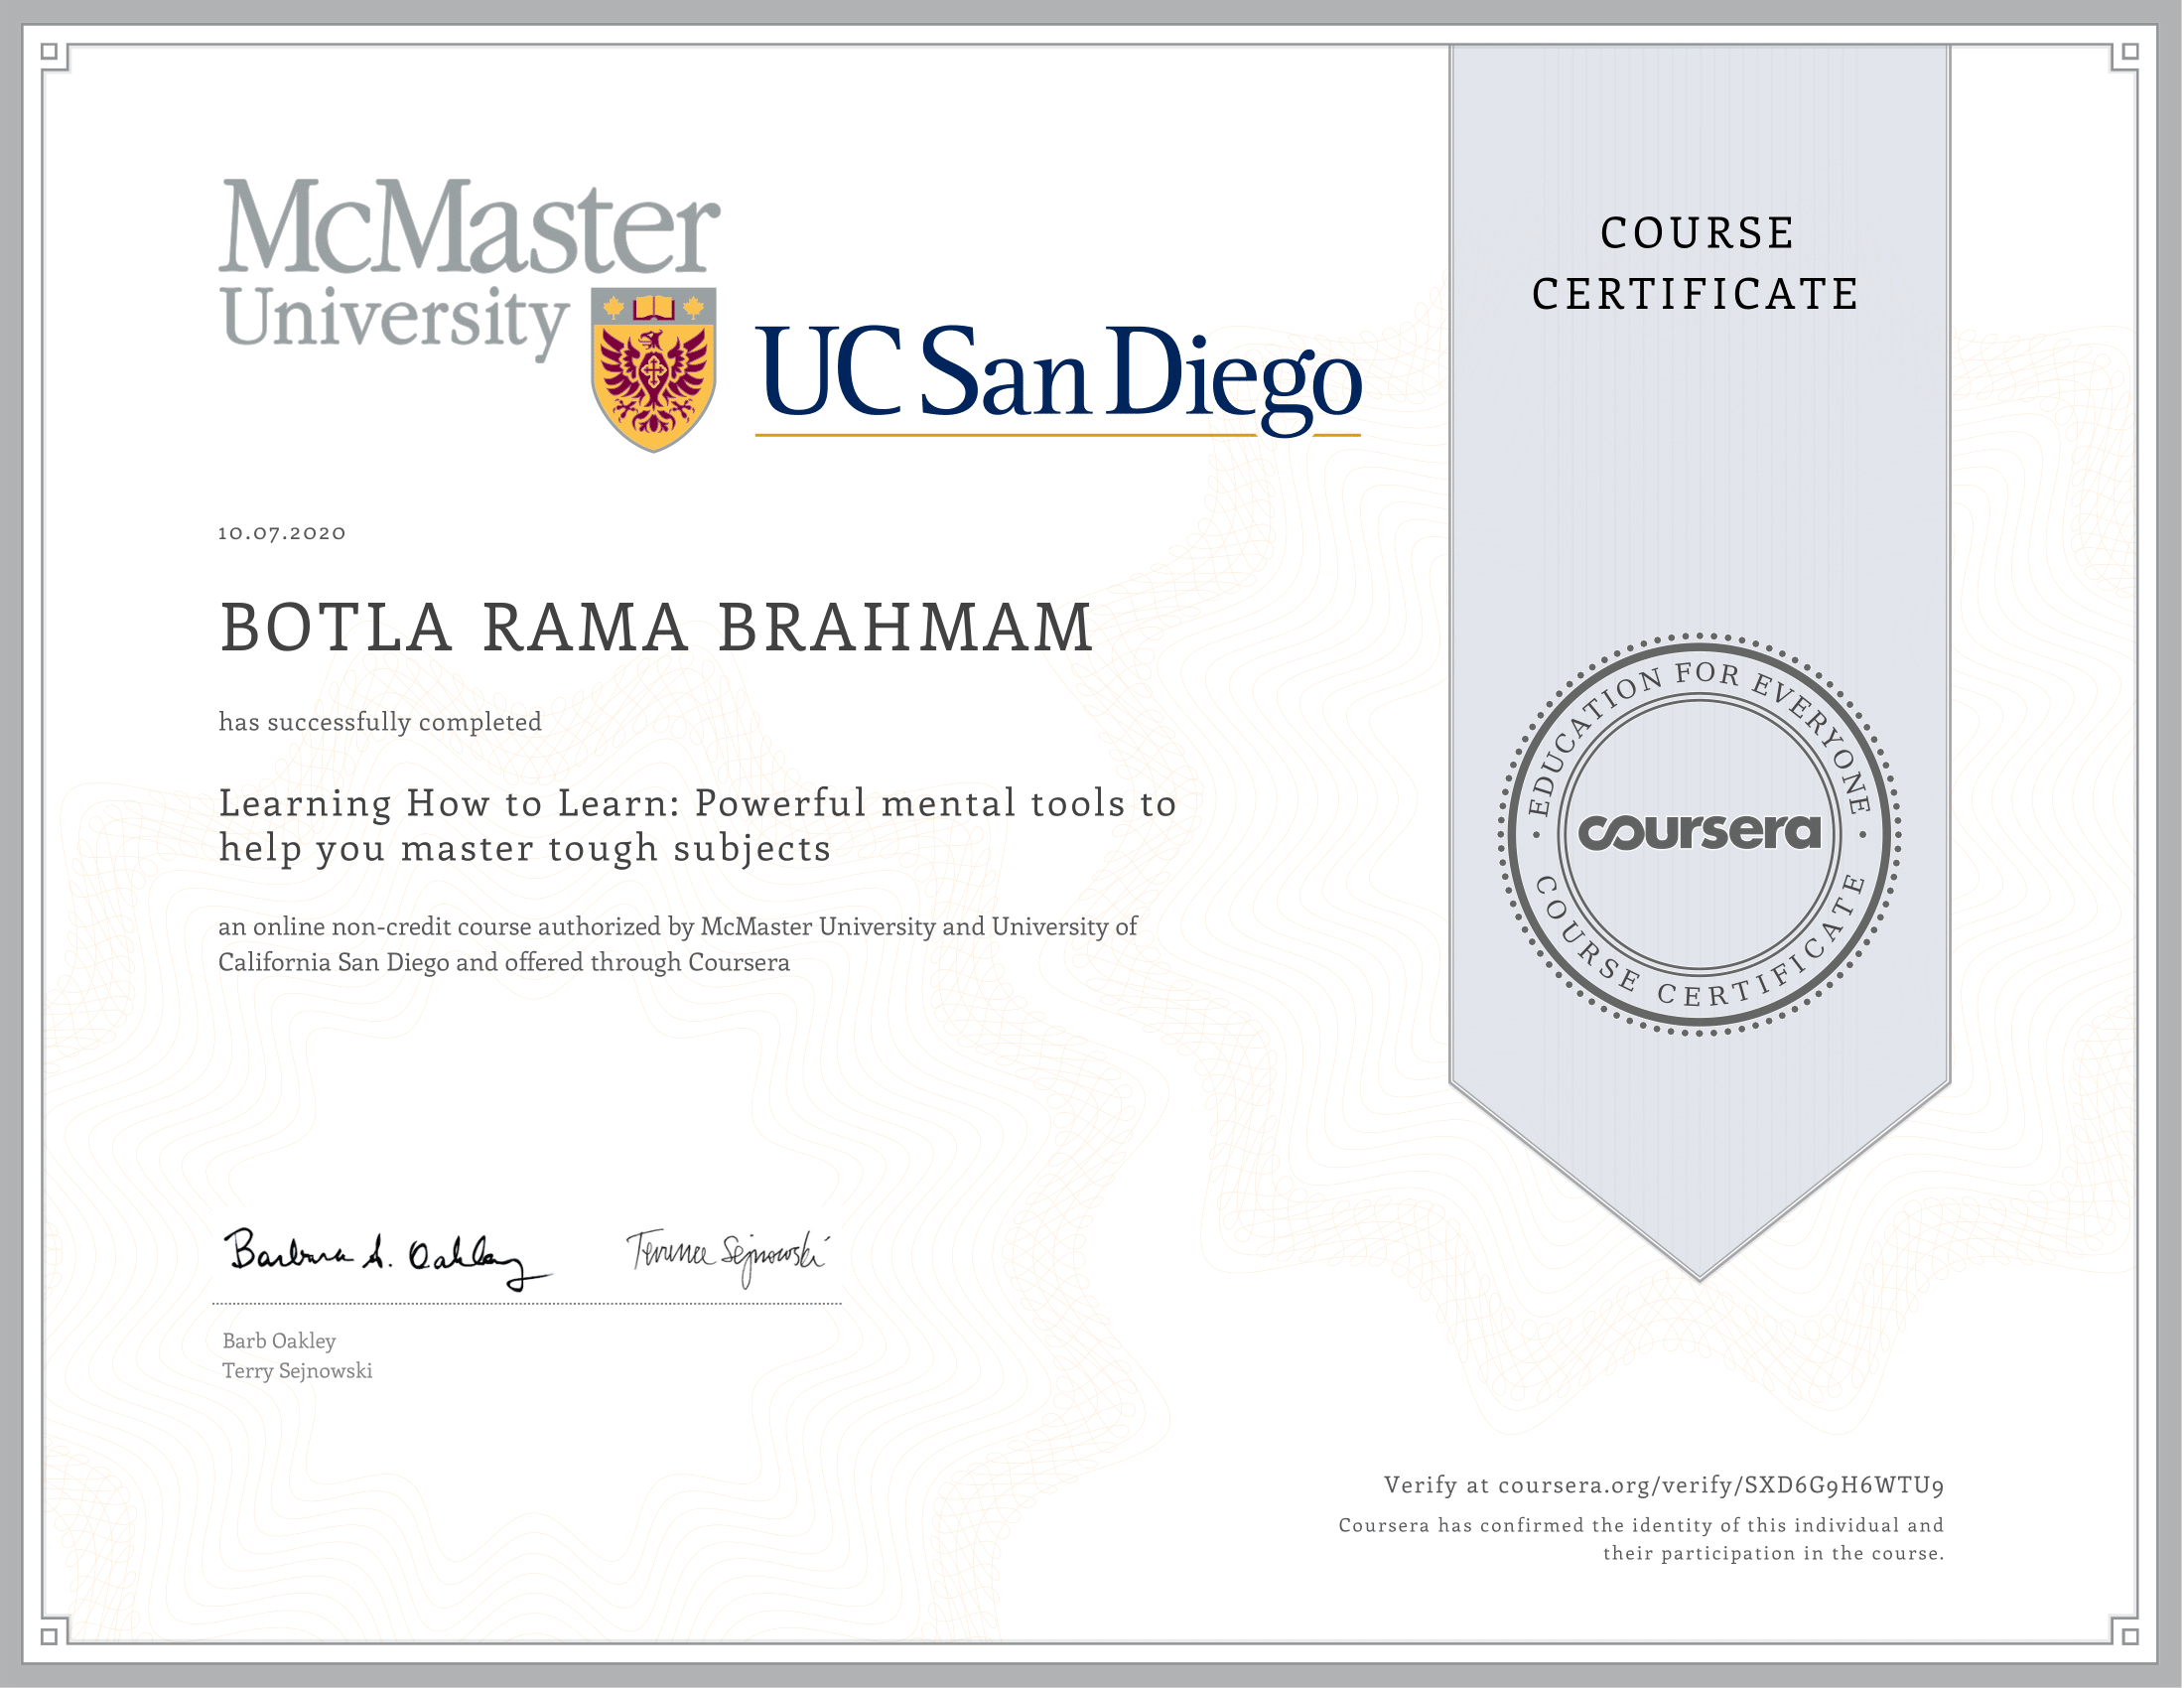 McMaster
University
UC San Diego
COURSE
CERTIFICATE
10.07.2020
BOTLA RAMA BRAHMAM
has successfully completed
Learning How to Learn: Powerful mental tools to
help you master tough subjects
an online non-credit course authorized by McMaster University and University of
California San Diego and offered through Coursera
EDUCATION FOR EVERYONE
coursera
COURSE CERTIFICATE
Barbara A. Oakley
Terrence Sejnowski
Barb Oakley
Terry Sejnowski
Verify at coursera.org/verify/SXD6G9H6WTU9
Coursera has confirmed the identity of this individual and
their participation in the course.